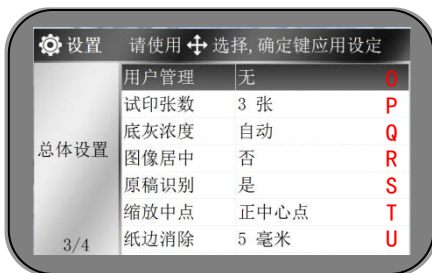 设置 请使用 选择,确定键应用设定
用户管理 无 O
试印张数 3 张 P
底灰浓度 自动 Q
总体设置
图像居中 否 R
原稿识别 是 S
缩放中点 正中心点 T
3/4 纸边消除 5 毫米 U